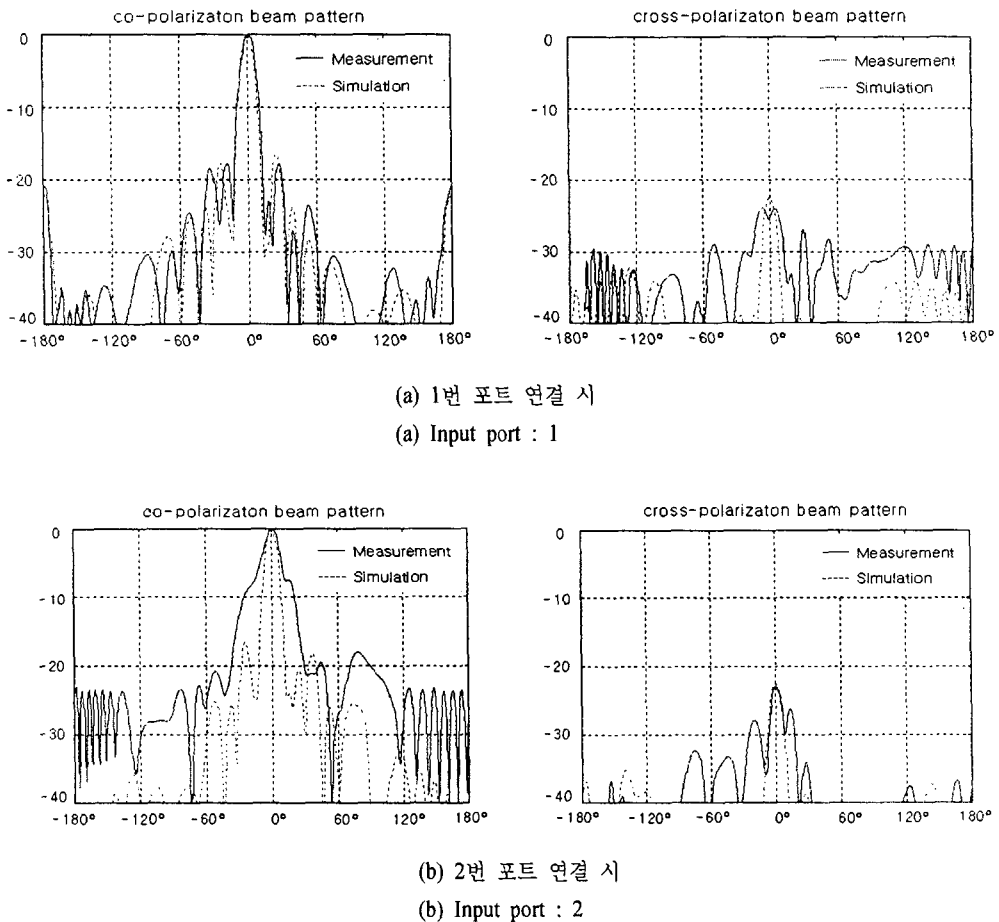 co-polarizaton beam pattern
cross-polarizaton beam pattern
0
-10
-20
-30
-40
Measurement
Simulation
-180° -120° -60° 0° 60° 120° 180°
0
-10
-20
-30
-40
Measurement
Simulation
-180° -120° -60° 0° 60° 120° 180°
(a) 1번 포트 연결 시
(a) Input port : 1
co-polarizaton beam pattern
cross-polarizaton beam pattern
0
-10
-20
-30
-40
Measurement
Simulation
-180° -120° -60° 0° 60° 120° 180°
0
-10
-20
-30
-40
Measurement
Simulation
-180° -120° -60° 0° 60° 120° 180°
(b) 2번 포트 연결 시
(b) Input port : 2